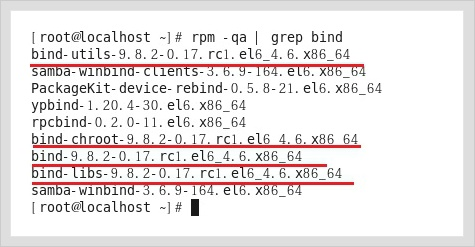 [root@localhost ~]# rpm -qa | grep bind
bind-utils-9.8.2-0.17.rc1.el6_4.6.x86_64
samba-winbind-clients-3.6.9-164.el6.x86_64
PackageKit-device-rebind-0.5.8-21.el6.x86_64
ypbind-1.20.4-30.el6.x86_64
rpcbind-0.2.0-11.el6.x86_64
bind-chroot-9.8.2-0.17.rc1.el6_4.6.x86_64
bind-9.8.2-0.17.rc1.el6_4.6.x86_64
bind-libs-9.8.2-0.17.rc1.el6_4.6.x86_64
samba-winbind-3.6.9-164.el6.x86_64
[root@localhost ~]#